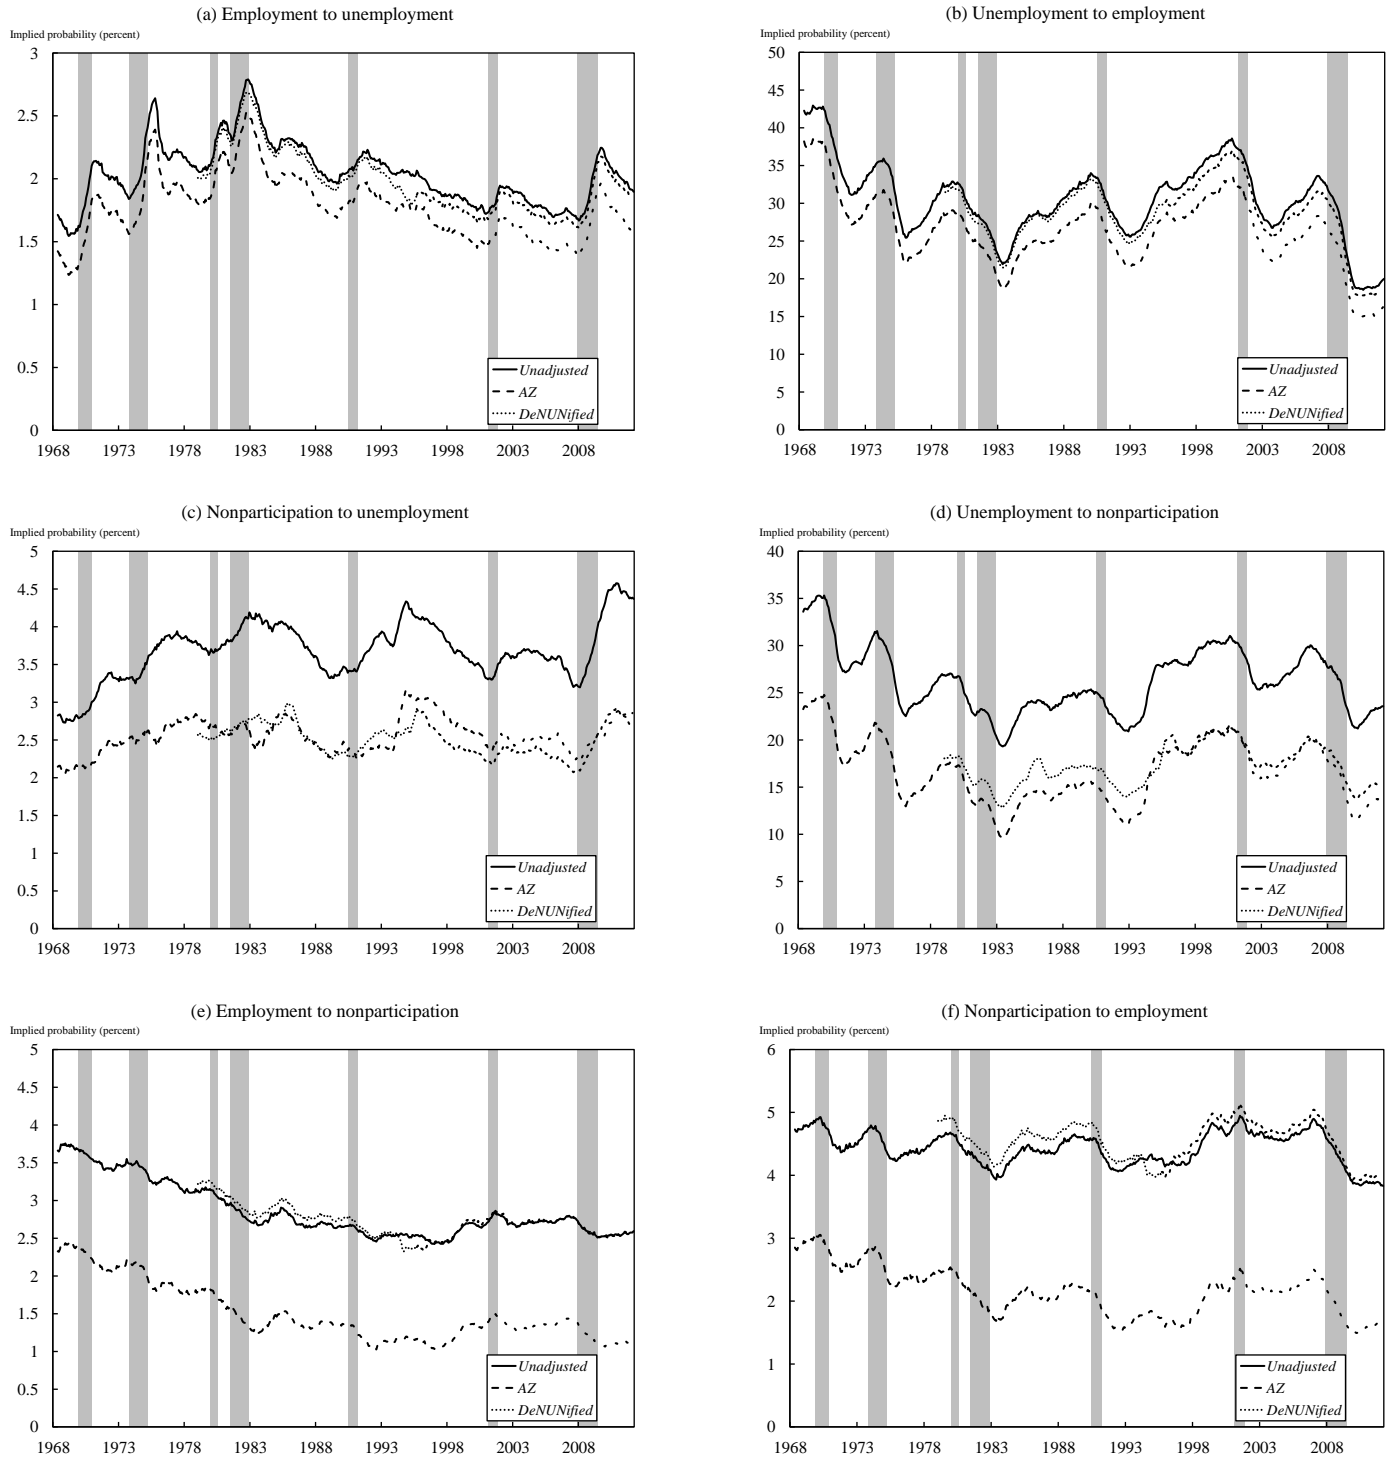 (a) Employment to unemployment
Implied probability (percent)
3
2.5
2
1.5
1
0.5
0
1968 1973 1978 1983 1988 1993 1998 2003 2008
Unadjusted
AZ
DeNUNified
(b) Unemployment to employment
Implied probability (percent)
50
45
40
35
30
25
20
15
10
5
0
1968 1973 1978 1983 1988 1993 1998 2003 2008
Unadjusted
AZ
DeNUNified
(c) Nonparticipation to unemployment
Implied probability (percent)
5
4.5
4
3.5
3
2.5
2
1.5
1
0.5
0
1968 1973 1978 1983 1988 1993 1998 2003 2008
Unadjusted
AZ
DeNUNified
(d) Unemployment to nonparticipation
Implied probability (percent)
40
35
30
25
20
15
10
5
0
1968 1973 1978 1983 1988 1993 1998 2003 2008
Unadjusted
AZ
DeNUNified
(e) Employment to nonparticipation
Implied probability (percent)
5
4.5
4
3.5
3
2.5
2
1.5
1
0.5
0
1968 1973 1978 1983 1988 1993 1998 2003 2008
Unadjusted
AZ
DeNUNified
(f) Nonparticipation to employment
Implied probability (percent)
6
5
4
3
2
1
0
1968 1973 1978 1983 1988 1993 1998 2003 2008
Unadjusted
AZ
DeNUNified